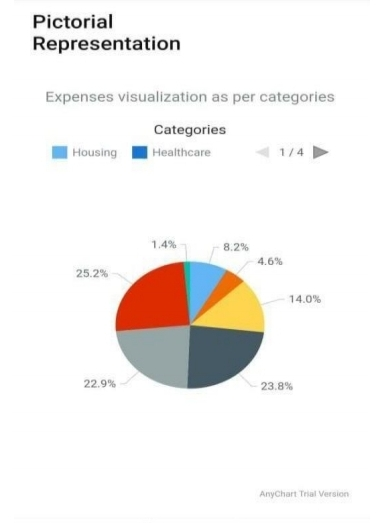 Pictorial
Representation
Expenses visualization as per categories
Categories
Housing Healthcare 1 / 4
1.4% 8.2%
4.6%
25.2%
14.0%
22.9% 23.8%
AnyChart Trial Version